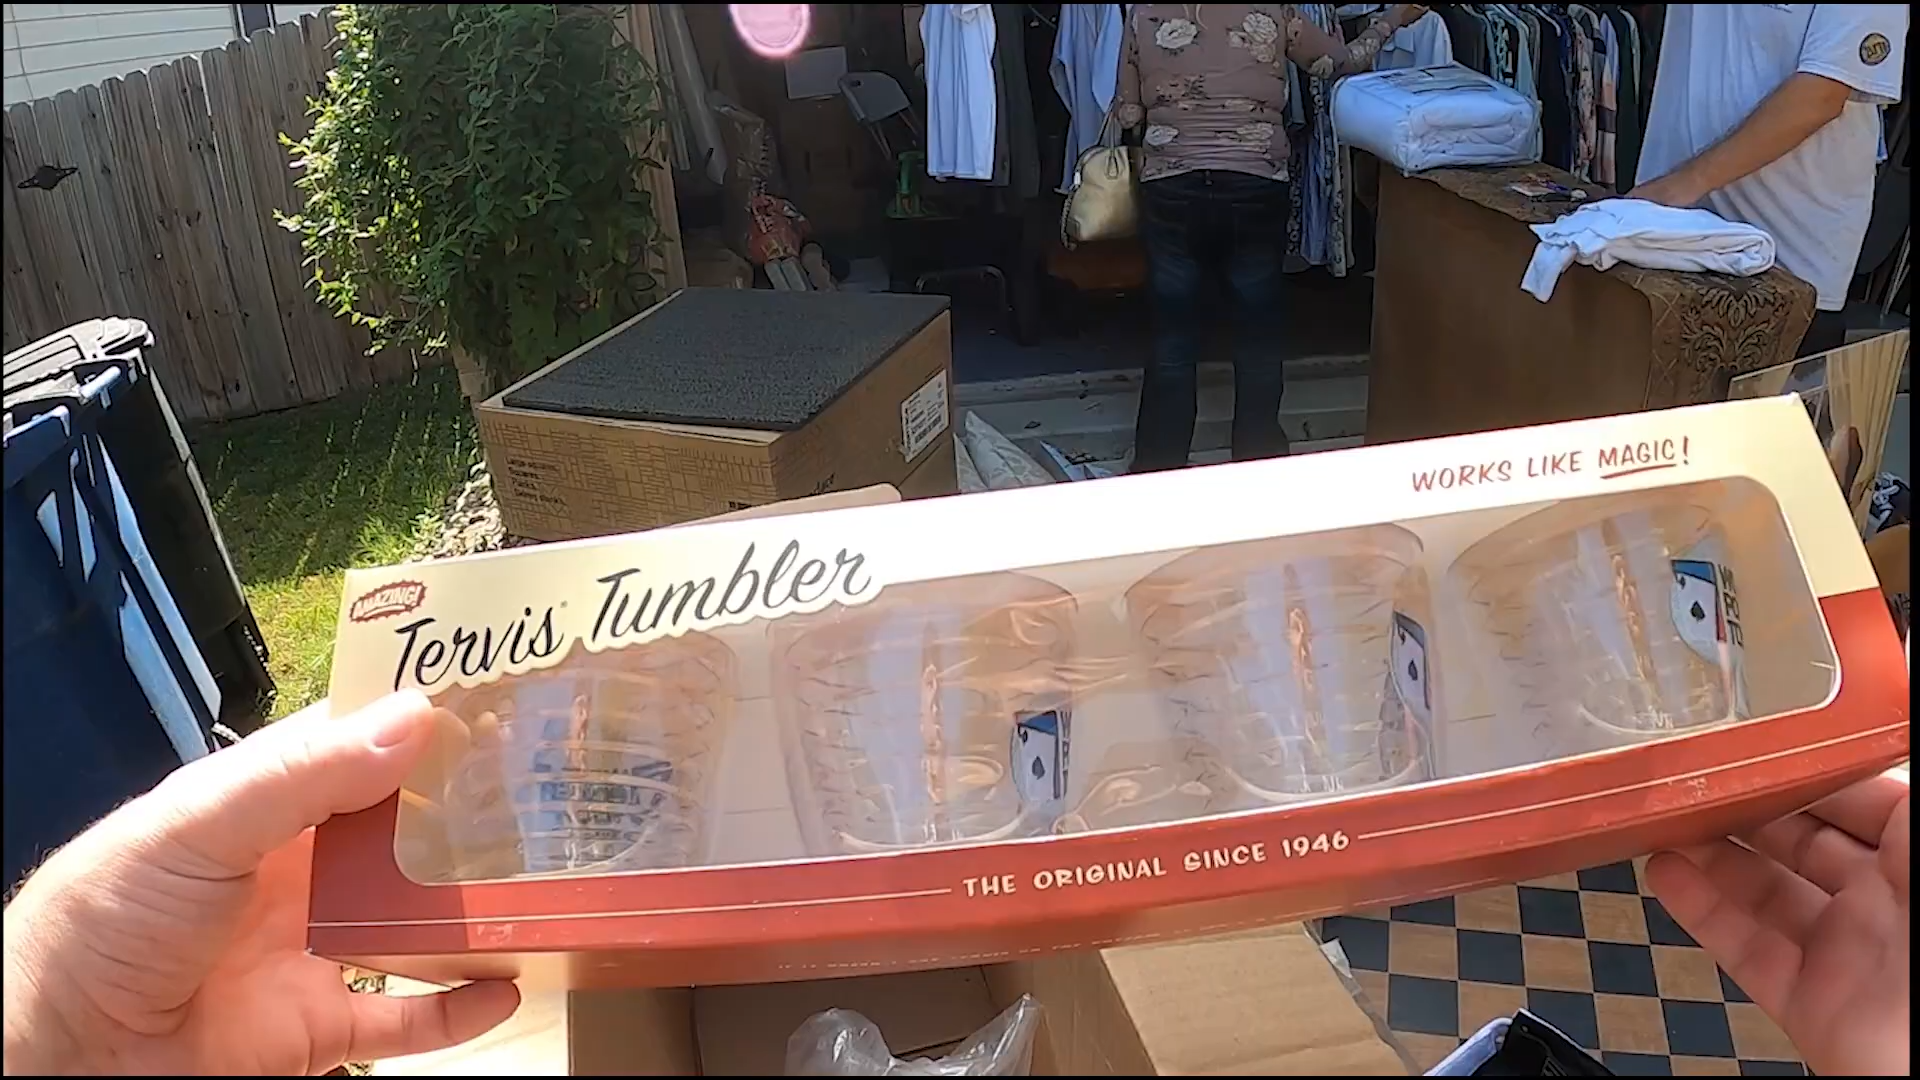 WORKS LIKE MAGIC!
AMAZING!
Tervis Tumbler
THE ORIGINAL SINCE 1946